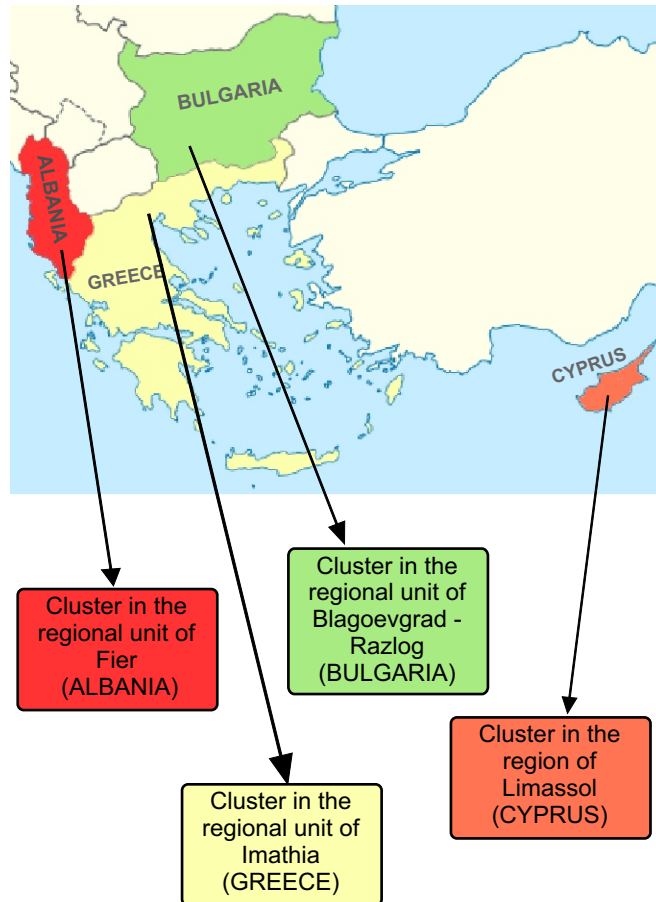 BULGARIA
ALBANIA
GREECE
CYPRUS
Cluster in the
regional unit of
Blagoevgrad -
Razlog
(BULGARIA)
Cluster in the
regional unit of
Fier
(ALBANIA)
Cluster in the
region of
Limassol
(CYPRUS)
Cluster in the
regional unit of
Imathia
(GREECE)